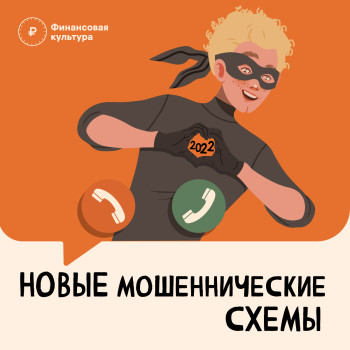 Финансовая
культура
2022
НОВЫЕ МОШЕННИЧЕСКИЕ
СХЕМЫ